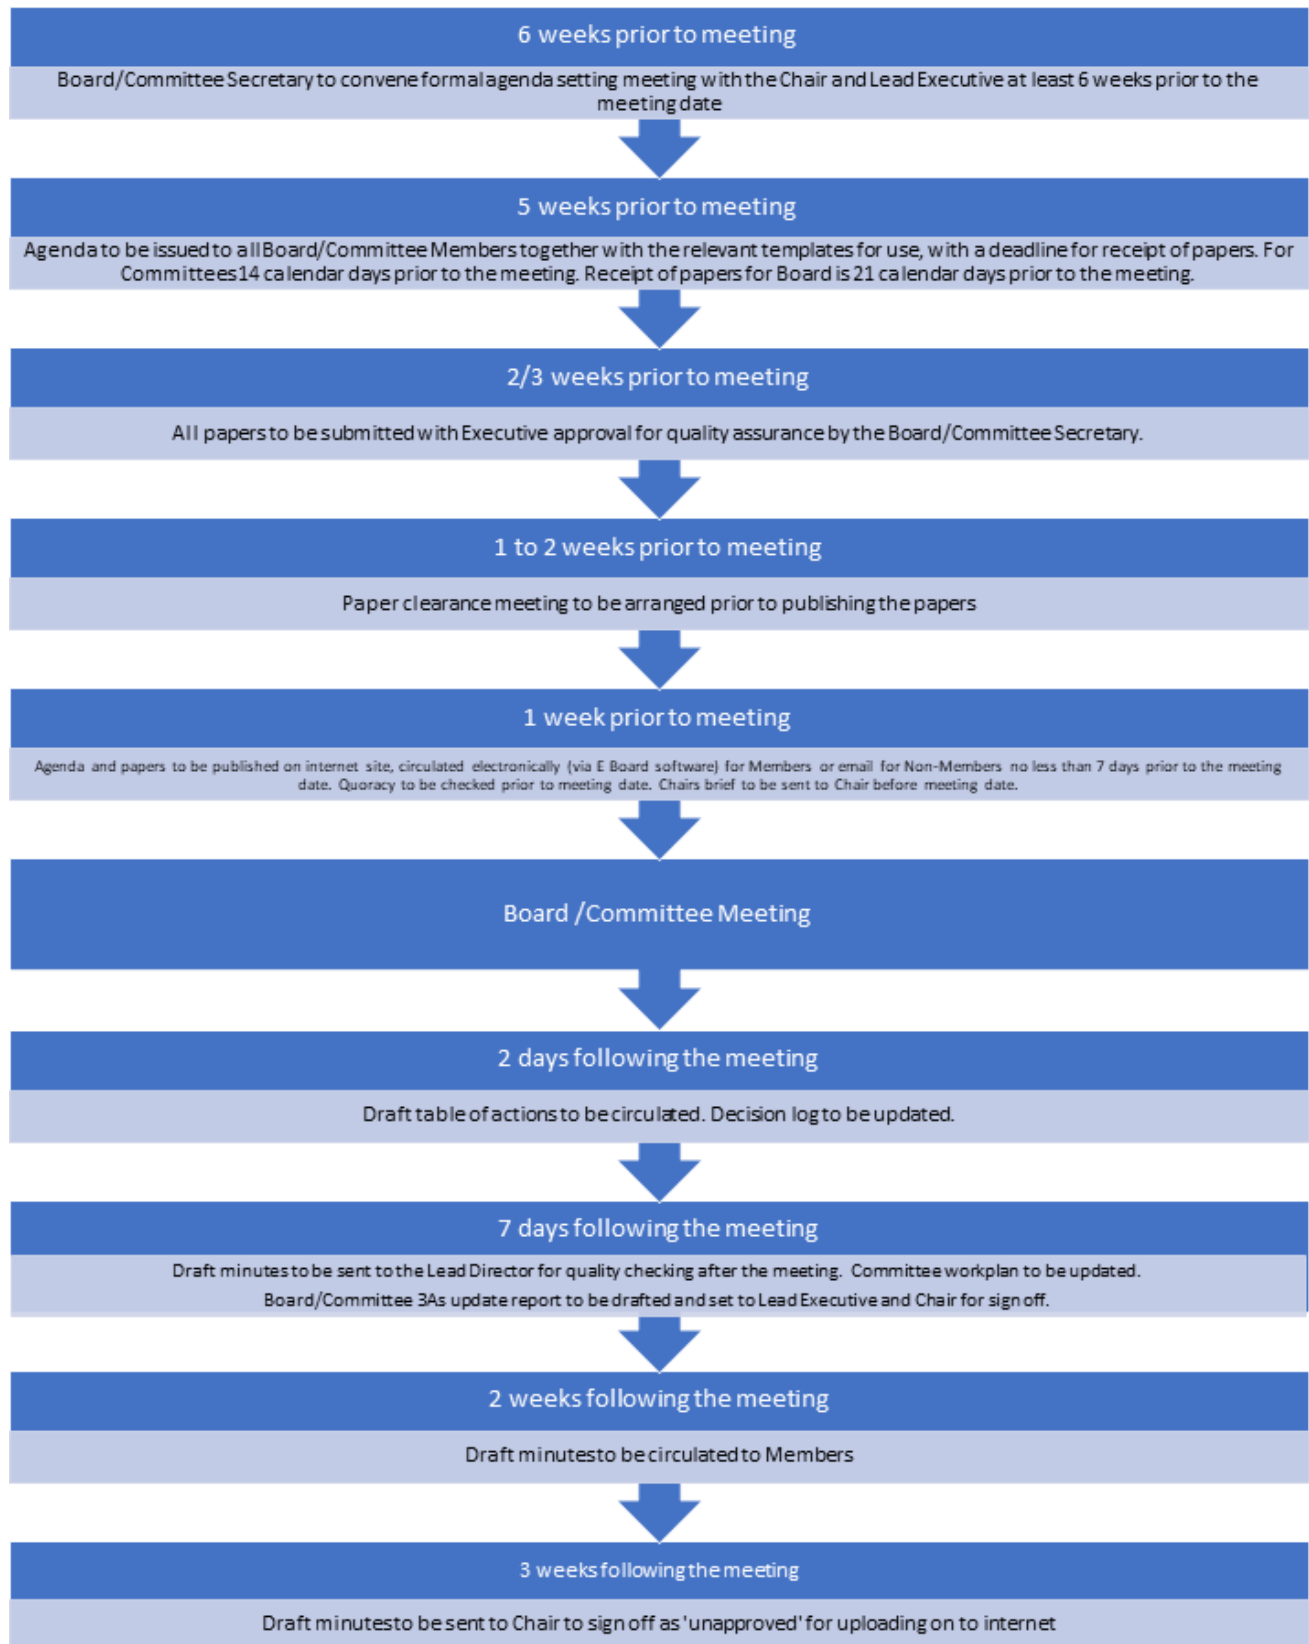 6 weeks prior to meeting
Board/Committee Secretary to convene formal agenda setting meeting with the Chair and Lead Executive at least 6 weeks prior to the
meeting date
5 weeks prior to meeting
Agenda to be issued to all Board/Committee Members together with the relevant templates for use, with a deadline for receipt of papers. For
Committees 14 calendar days prior to the meeting. Receipt of papers for Board is 21 calendar days prior to the meeting.
2/3 weeks prior to meeting
All papers to be submitted with Executive approval for quality assurance by the Board/Committee Secretary.
1 to 2 weeks prior to meeting
Paper clearance meeting to be arranged prior to publishing the papers
1 week prior to meeting
Agenda and papers to be published on internet site, circulated electronically (via E Board software) for Members or email for Non-Members no less than 7 days prior to the meeting
date. Quoracy to be checked prior to meeting date. Chairs brief to be sent to Chair before meeting date.
Board /Committee Meeting
2 days following the meeting
Draft table of actions to be circulated. Decision log to be updated.
7 days following the meeting
Draft minutes to be sent to the Lead Director for quality checking after the meeting. Committee workplan to be updated.
Board/Committee 3As update report to be drafted and set to Lead Executive and Chair for sign off.
2 weeks following the meeting
Draft minutes to be circulated to Members
3 weeks following the meeting
Draft minutes to be sent to Chair to sign off as 'unapproved' for uploading on to internet